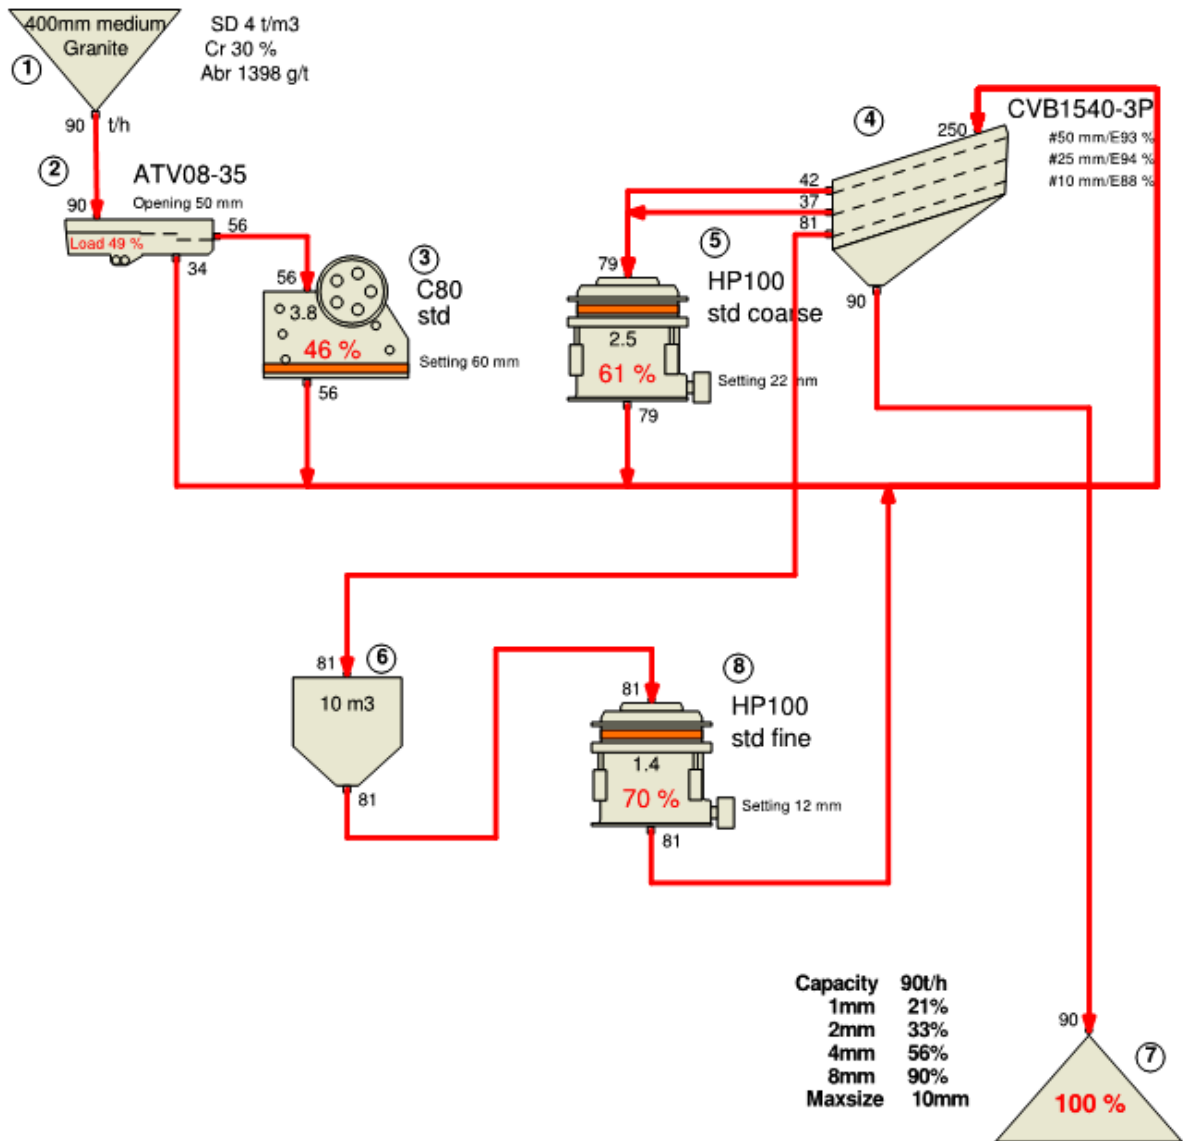 400mm medium
Granite
SD 4 t/m3
Cr 30 %
Abr 1398 g/t
1
90 t/h
2
ATV08-35
Opening 50 mm
90
56
Load 49 %
34
3
C80
std
56
3.8
46 %
Setting 60 mm
56
4
CVB1540-3P
#50 mm/E93 %
#25 mm/E94 %
#10 mm/E88 %
250
42
37
81
90
5
HP100
std coarse
79
2.5
61 %
Setting 22 mm
79
6
81
10 m3
81
8
HP100
std fine
81
1.4
70 %
Setting 12 mm
81
Capacity 90t/h
1mm 21%
2mm 33%
4mm 56%
8mm 90%
Maxsize 10mm
90
7
100 %